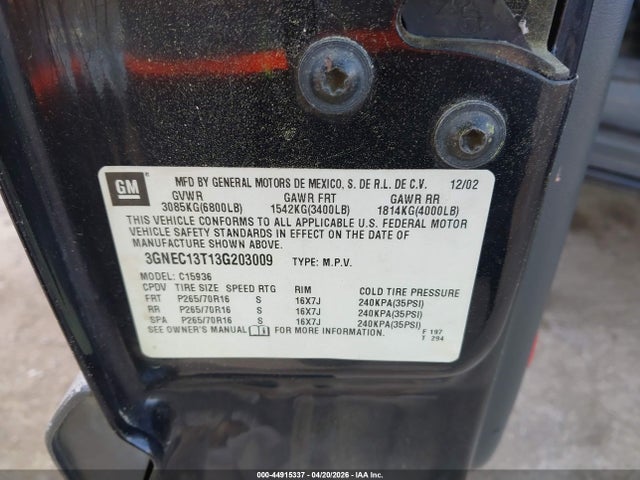 GM
MFD BY GENERAL MOTORS DE MEXICO, S. DE R.L. DE C.V. 12/02
GVWR GAWR FRT GAWR RR
3085KG(6800LB) 1542KG(3400LB) 1814KG(4000LB)
THIS VEHICLE CONFORMS TO ALL APPLICABLE U.S. FEDERAL MOTOR
VEHICLE SAFETY STANDARDS IN EFFECT ON THE DATE OF
MANUFACTURE SHOWN ABOVE.
3GNEC13T13G203009 TYPE: M.P.V.
MODEL: C15936
CPDV TIRE SIZE SPEED RTG RIM COLD TIRE PRESSURE
FRT P265/70R16 S 16X7J 240KPA(35PSI)
RR P265/70R16 S 16X7J 240KPA(35PSI)
SPA P265/70R16 S 16X7J 240KPA(35PSI)
SEE OWNER'S MANUAL FOR MORE INFORMATION. F 197
T 294
000-44915337 - 04/20/2026 - IAA Inc.